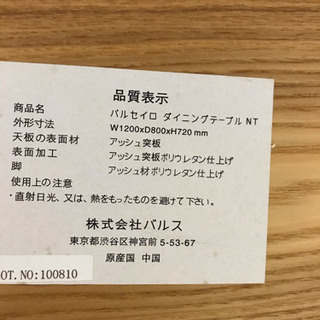 品質表示
商品名 バルセイロ ダイニングテーブル NT
外形寸法 W1200xD800xH720 mm
天板の表面材 アッシュ突板
表面加工 アッシュ突板ポリウレタン仕上げ
脚 アッシュ材ポリウレタン仕上げ
使用上の注意
・直射日光、又は、熱をもったものを避けて下さい。
株式会社バルス
東京都渋谷区神宮前 5-53-67
原産国 中国
OT.NO:100810